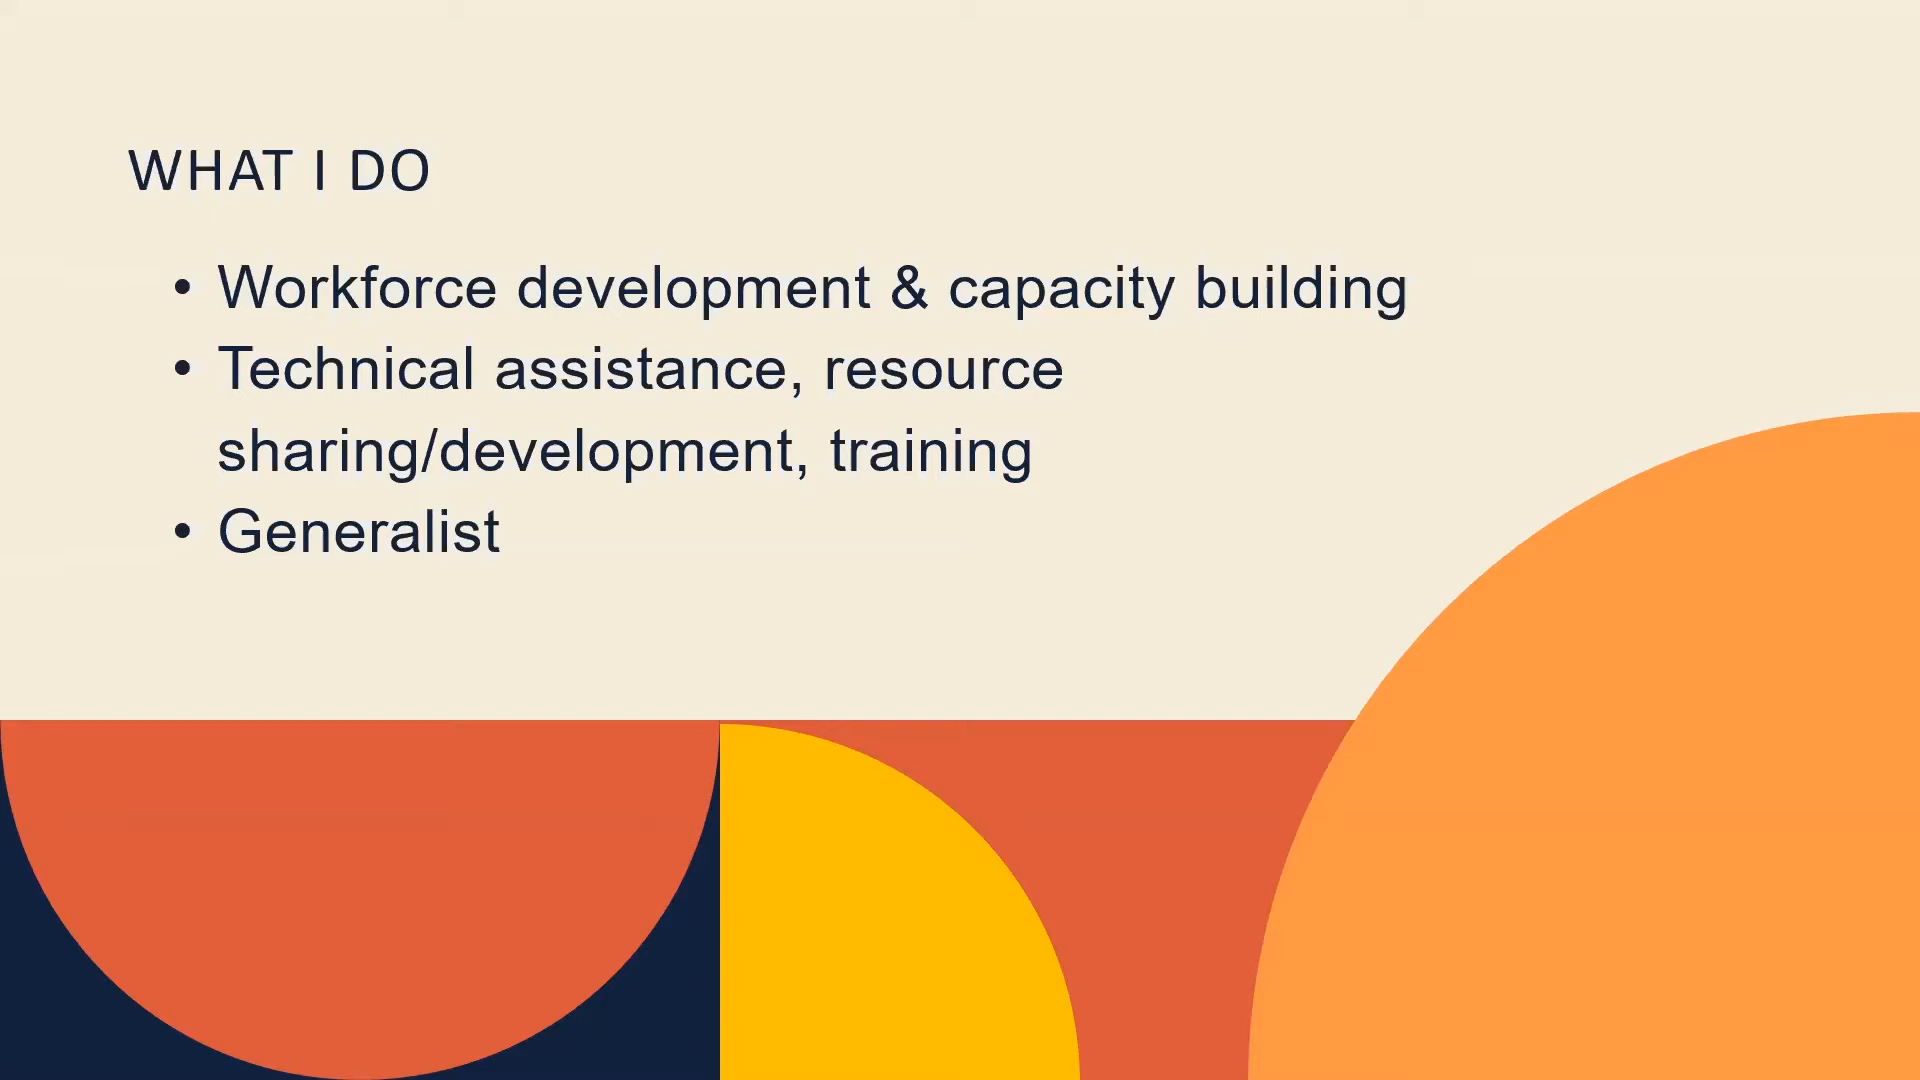 WHAT I DO
• Workforce development & capacity building
• Technical assistance, resource
sharing/development, training
• Generalist